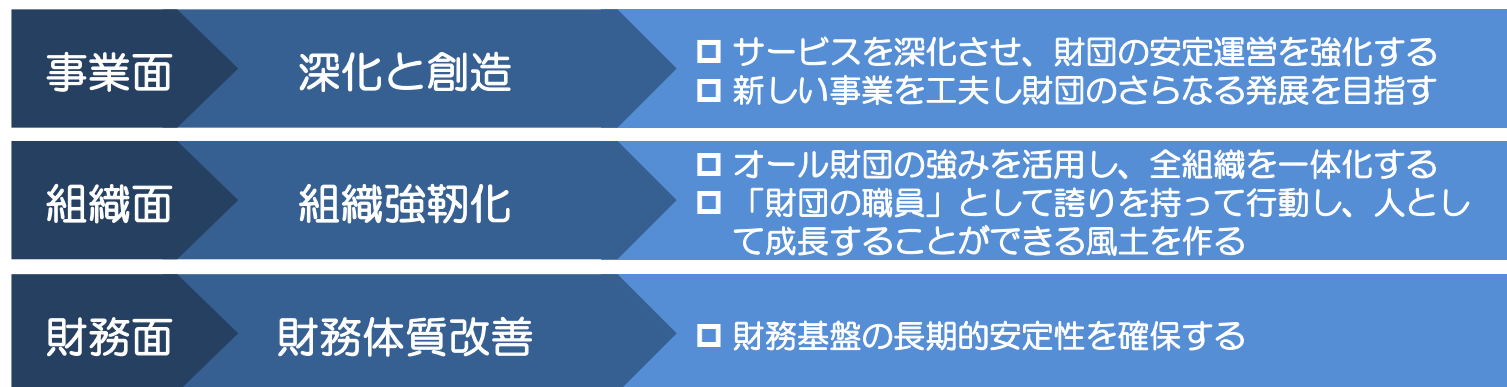 事業面
深化と創造
サービスを深化させ、財団の安定運営を強化する
新しい事業を工夫し財団のさらなる発展を目指す
組織面
組織強靭化
オール財団の強みを活用し、全組織を一体化する
「財団の職員」として誇りを持って行動し、人とし
て成長することができる風土を作る
財務面
財務体質改善
財務基盤の長期的安定性を確保する